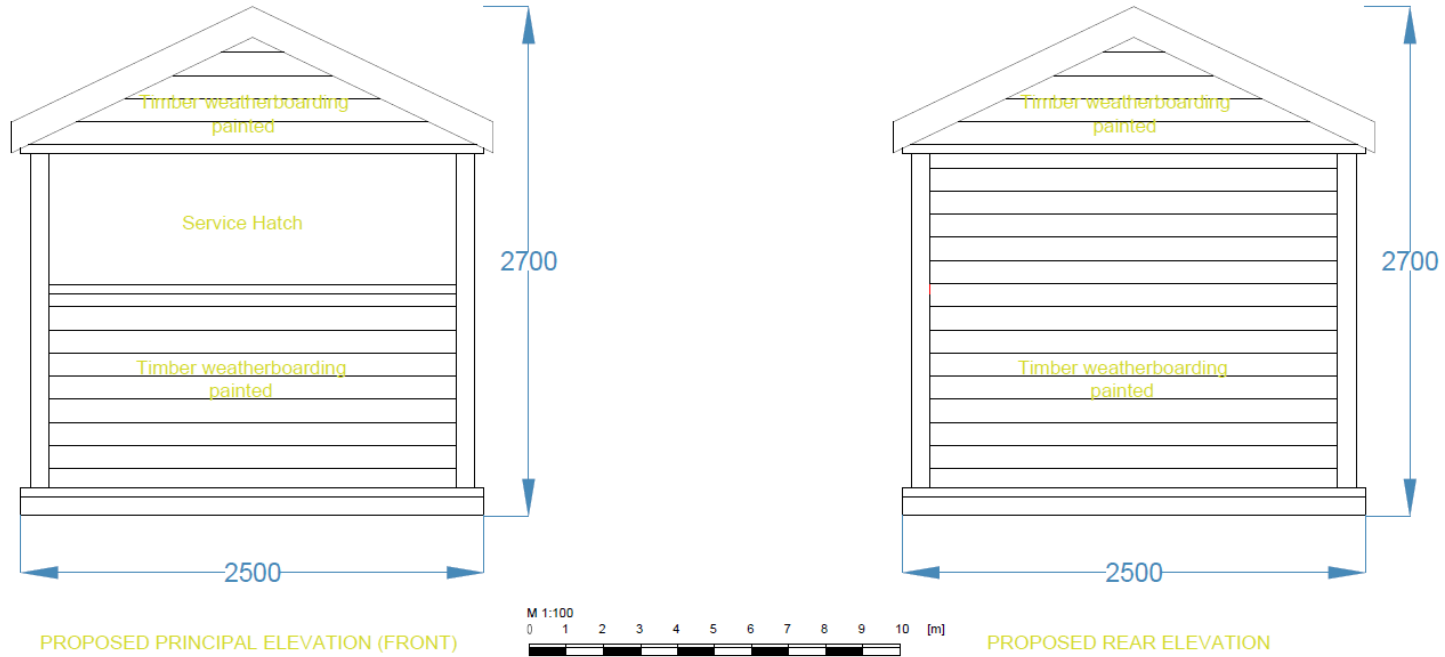 Timber weatherboarding
painted
Service Hatch
2700
Timber weatherboarding
painted
2500
PROPOSED PRINCIPAL ELEVATION (FRONT)
M 1:100
0 1 2 3 4 5 6 7 8 9 10 [m]
Timber weatherboarding
painted
2700
Timber weatherboarding
painted
2500
PROPOSED REAR ELEVATION